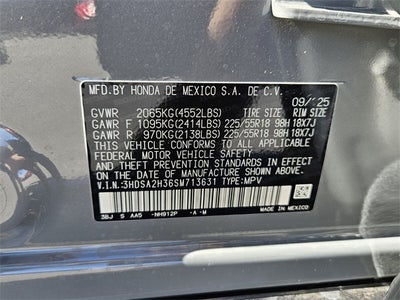 MFD.BY HONDA DE MEXICO S.A. DE C.V.
09/'25
GVWR 2065KG(4552LBS) TIRE SIZE RIM SIZE
GAWR F 1095KG(2414LBS) 225/55R18 98H 18X7J
GAWR R 970KG(2138LBS) 225/55R18 98H 18X7J
THIS VEHICLE CONFORMS TO ALL APPLICABLE
FEDERAL MOTOR VEHICLE SAFETY, BUMPER,
AND THEFT PREVENTION STANDARDS IN
EFFECT ON THE DATE OF MANUFACTURE SHOWN ABOVE.
V.I.N.:3HDSA2H36SM713631 TYPE:MPV
3BJ S AA5 -NH912P -A -M
MADE IN MEXICO